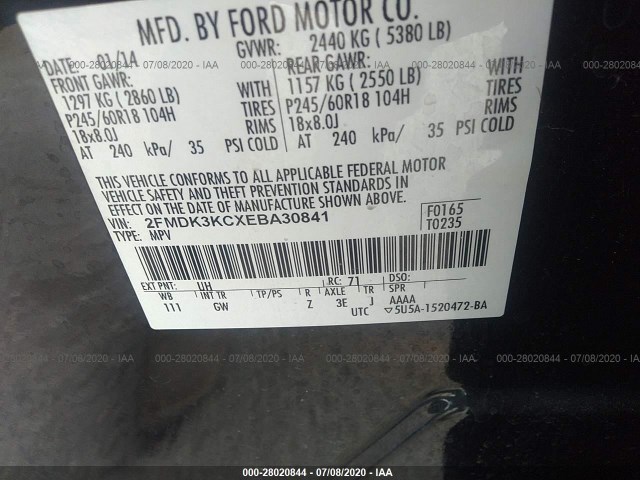 MFD. BY FORD MOTOR CO.
DATE: 01/14 GVWR: 2440 KG ( 5380 LB)
FRONT GAWR: REAR GAWR:
1297 KG ( 2860 LB) WITH 1157 KG ( 2550 LB) WITH
P245/60R18 104H TIRES P245/60R18 104H TIRES
18x8.0J RIMS 18x8.0J RIMS
AT 240 kPa/ 35 PSI COLD AT 240 kPa/ 35 PSI COLD
THIS VEHICLE CONFORMS TO ALL APPLICABLE FEDERAL MOTOR
VEHICLE SAFETY AND THEFT PREVENTION STANDARDS IN
EFFECT ON THE DATE OF MANUFACTURE SHOWN ABOVE.
VIN: 2FMDK3KCXEBA30841 F0165
TYPE: MPV T0235
EXT PNT: UH RC: 71 DSO:
WB INT TR TP/PS R AXLE TR SPR
111 GW Z 3E J AAAA
UTC ▽5U5A-1520472-BA
000-28020844 - 07/08/2020 - IAA